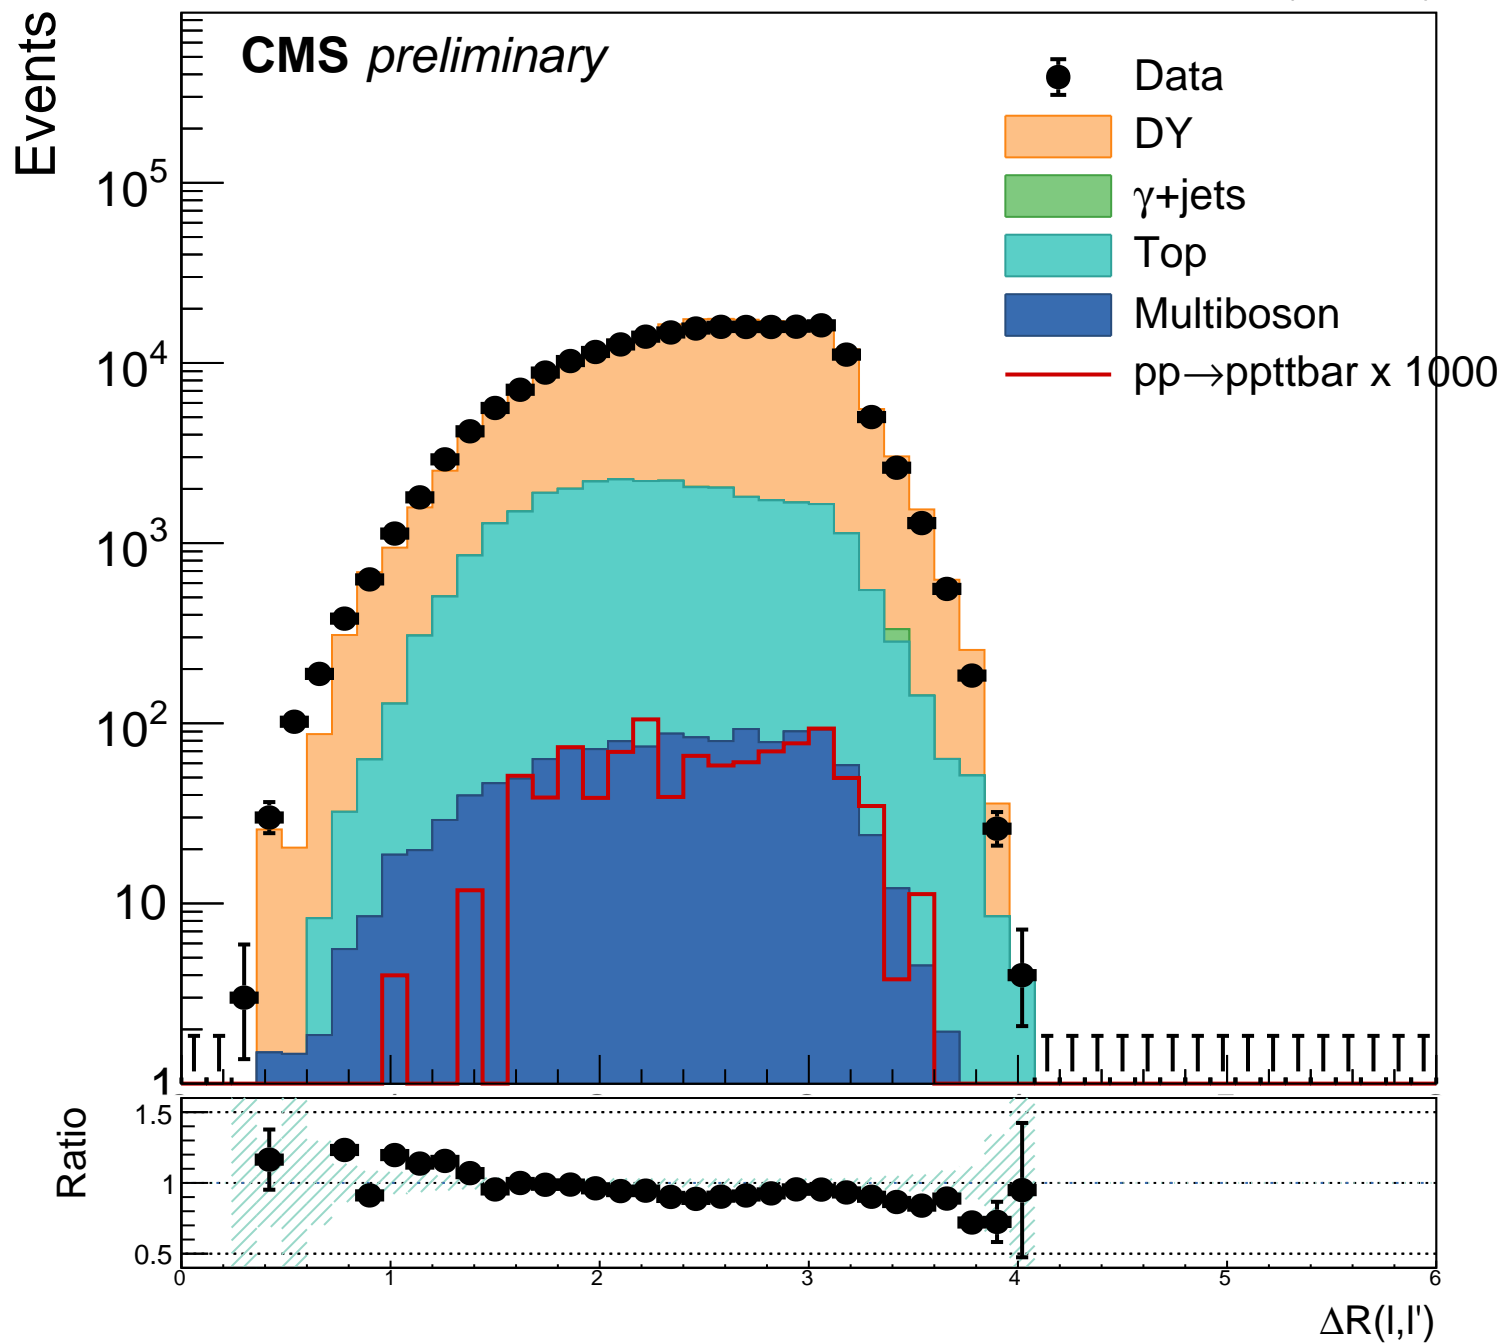 CMS preliminary
Events
Data
DY
γ+jets
Top
Multiboson
pp→ppttbar x 1000
10^5
10^4
10^3
10^2
10
1
Ratio
1.5
1
0.5
0 1 2 3 4 5 6
ΔR(l,l')